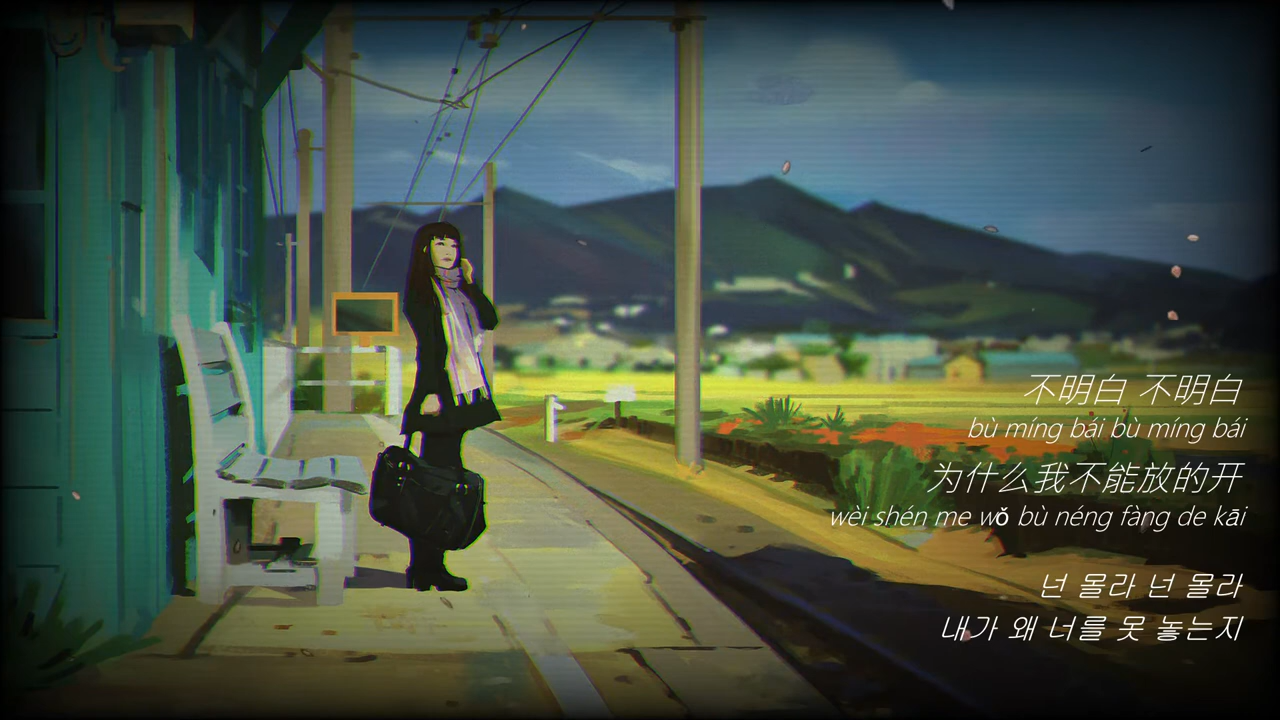 不明白 不明白
bù míng bái bù míng bái
为什么我不能放的开
wèi shén me wǒ bù néng fàng de kāi
넌 몰라 넌 몰라
내가 왜 너를 못 놓는지